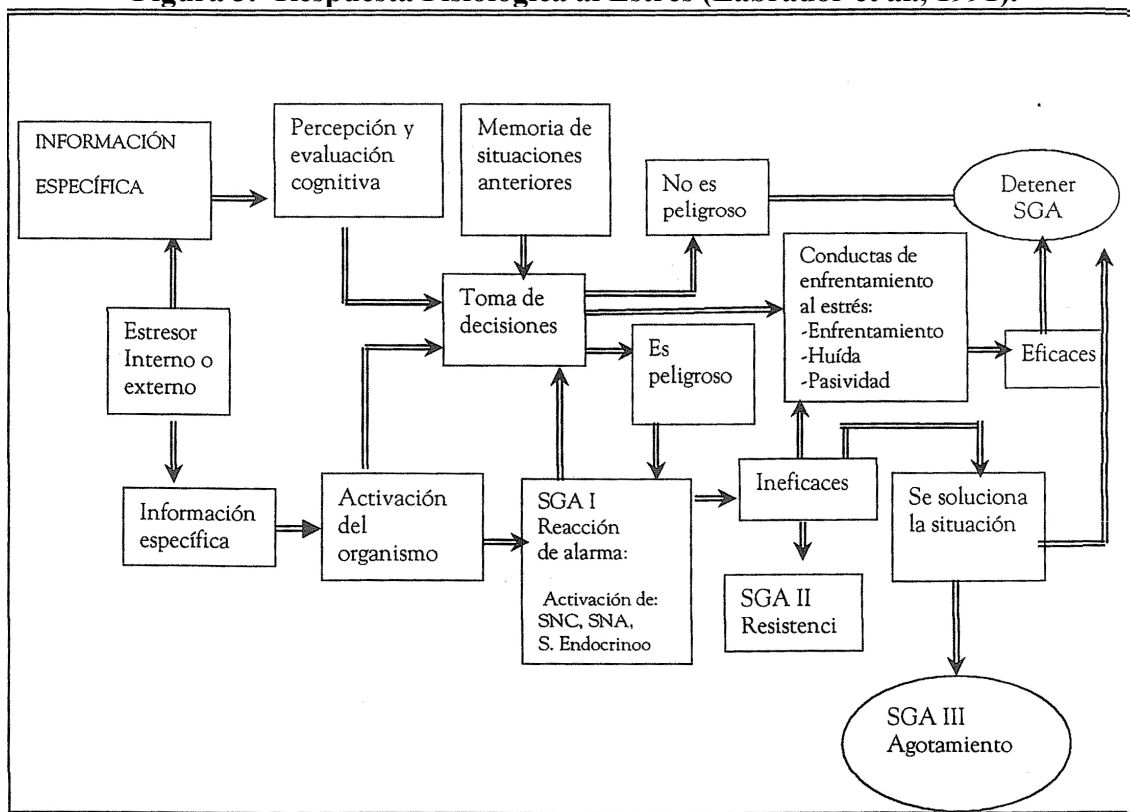 Figura Respuesta Fisiológica al Estrés (Labrador et al., 1991).
INFORMACIÓN
ESPECÍFICA
Percepción y
evaluación
cognitiva
Memoria de
situaciones
anteriores
No es
peligroso
Detener
SGA
Estresor
Interno o
externo
Toma de
decisiones
Es
peligroso
Conductas de
enfrentamiento
al estrés:
-Enfrentamiento
-Huída
-Pasividad
Eficaces
Información
específica
Activación
del
organismo
SGA I
Reacción
de alarma:
Activación de:
SNC, SNA,
S. Endocrinoo
Ineficaces
Se soluciona
la situación
SGA II
Resistenci
SGA III
Agotamiento